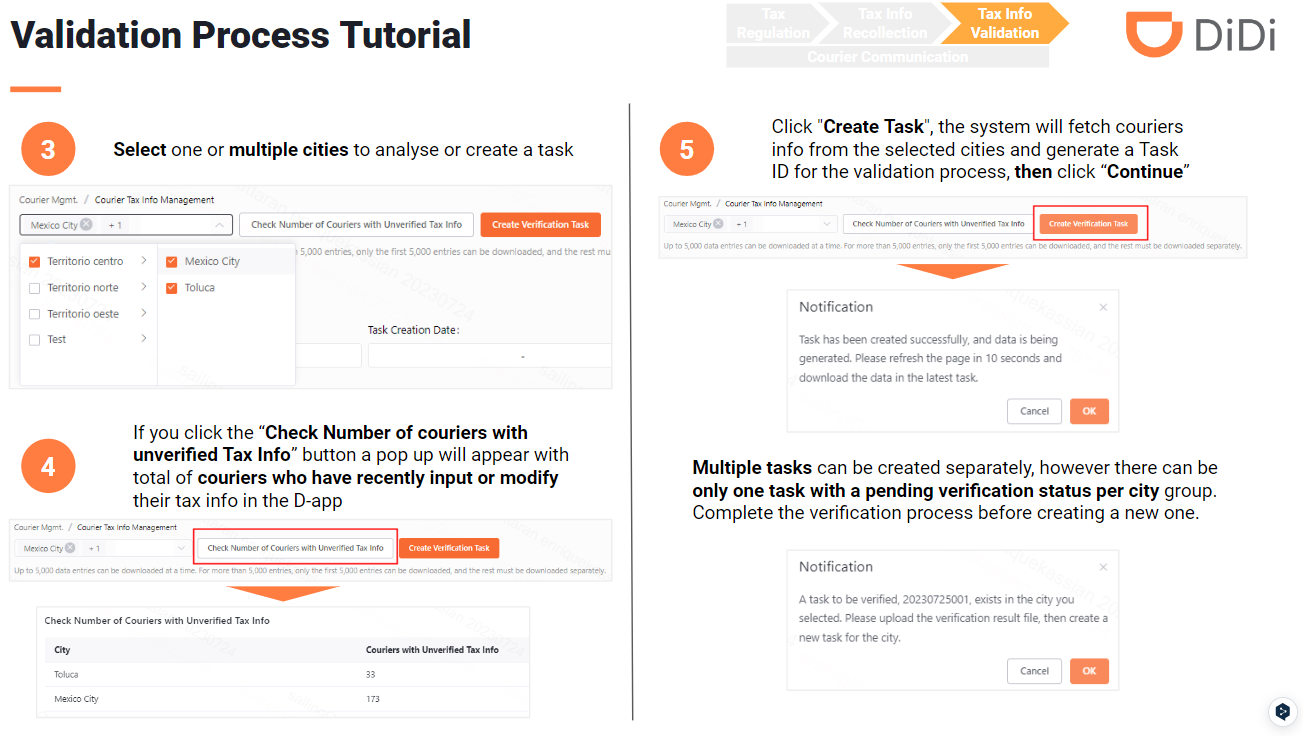 Validation Process Tutorial
Tax
Regulation
Tax Info
Recollection
Tax Info
Validation
Courier Communication
DiDi
3
Select one or multiple cities to analyse or create a task
Courier Mgmt. / Courier Tax Info Management
Mexico City + 1
Check Number of Couriers with Unverified Tax Info
Create Verification Task
5,000 entries, only the first 5,000 entries can be downloaded, and the rest mu
Territorio centro
Territorio norte
Territorio oeste
Test
Mexico City
Toluca
Task Creation Date:
-
4
If you click the “Check Number of couriers with
unverified Tax Info” button a pop up will appear with
total of couriers who have recently input or modify
their tax info in the D-app
Courier Mgmt. / Courier Tax Info Management
Mexico City + 1
Check Number of Couriers with Unverified Tax Info
Create Verification Task
Up to 5,000 data entries can be downloaded at a time. For more than 5,000 entries, only the first 5,000 entries can be downloaded, and the rest must be downloaded separately.
Check Number of Couriers with Unverified Tax Info
City Couriers with Unverified Tax Info
Toluca 33
Mexico City 173
5
Click "Create Task", the system will fetch couriers
info from the selected cities and generate a Task
ID for the validation process, then click “Continue”
Courier Mgmt. / Courier Tax Info Management
Mexico City + 1
Check Number of Couriers with Unverified Tax Info
Create Verification Task
Up to 5,000 data entries can be downloaded at a time. For more than 5,000 entries, only the first 5,000 entries can be downloaded, and the rest must be downloaded separately.
Notification
Task has been created successfully, and data is being
generated. Please refresh the page in 10 seconds and
download the data in the latest task.
Cancel
OK
Multiple tasks can be created separately, however there can be
only one task with a pending verification status per city group.
Complete the verification process before creating a new one.
Notification
A task to be verified, 20230725001, exists in the city you
selected. Please upload the verification result file, then create a
new task for the city.
Cancel
OK